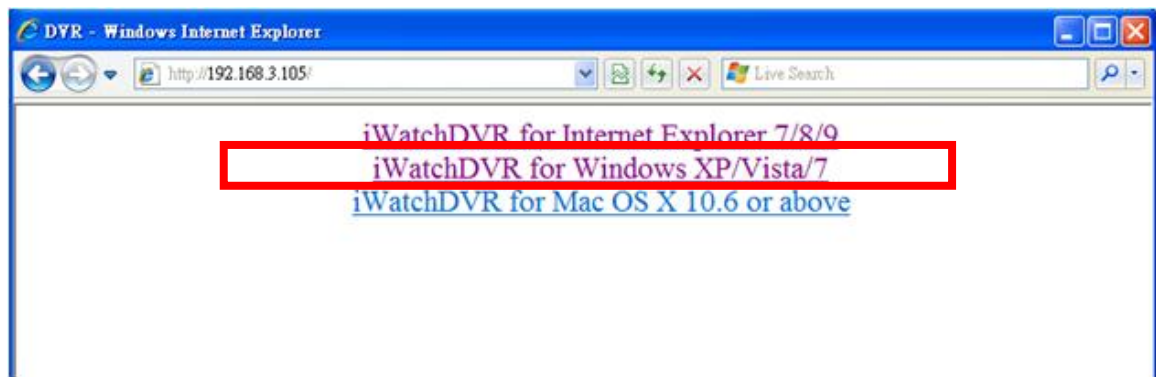 DVR - Windows Internet Explorer
http://192.168.3.105/
Live Search
iWatchDVR for Internet Explorer 7/8/9
iWatchDVR for Windows XP/Vista/7
iWatchDVR for Mac OS X 10.6 or above